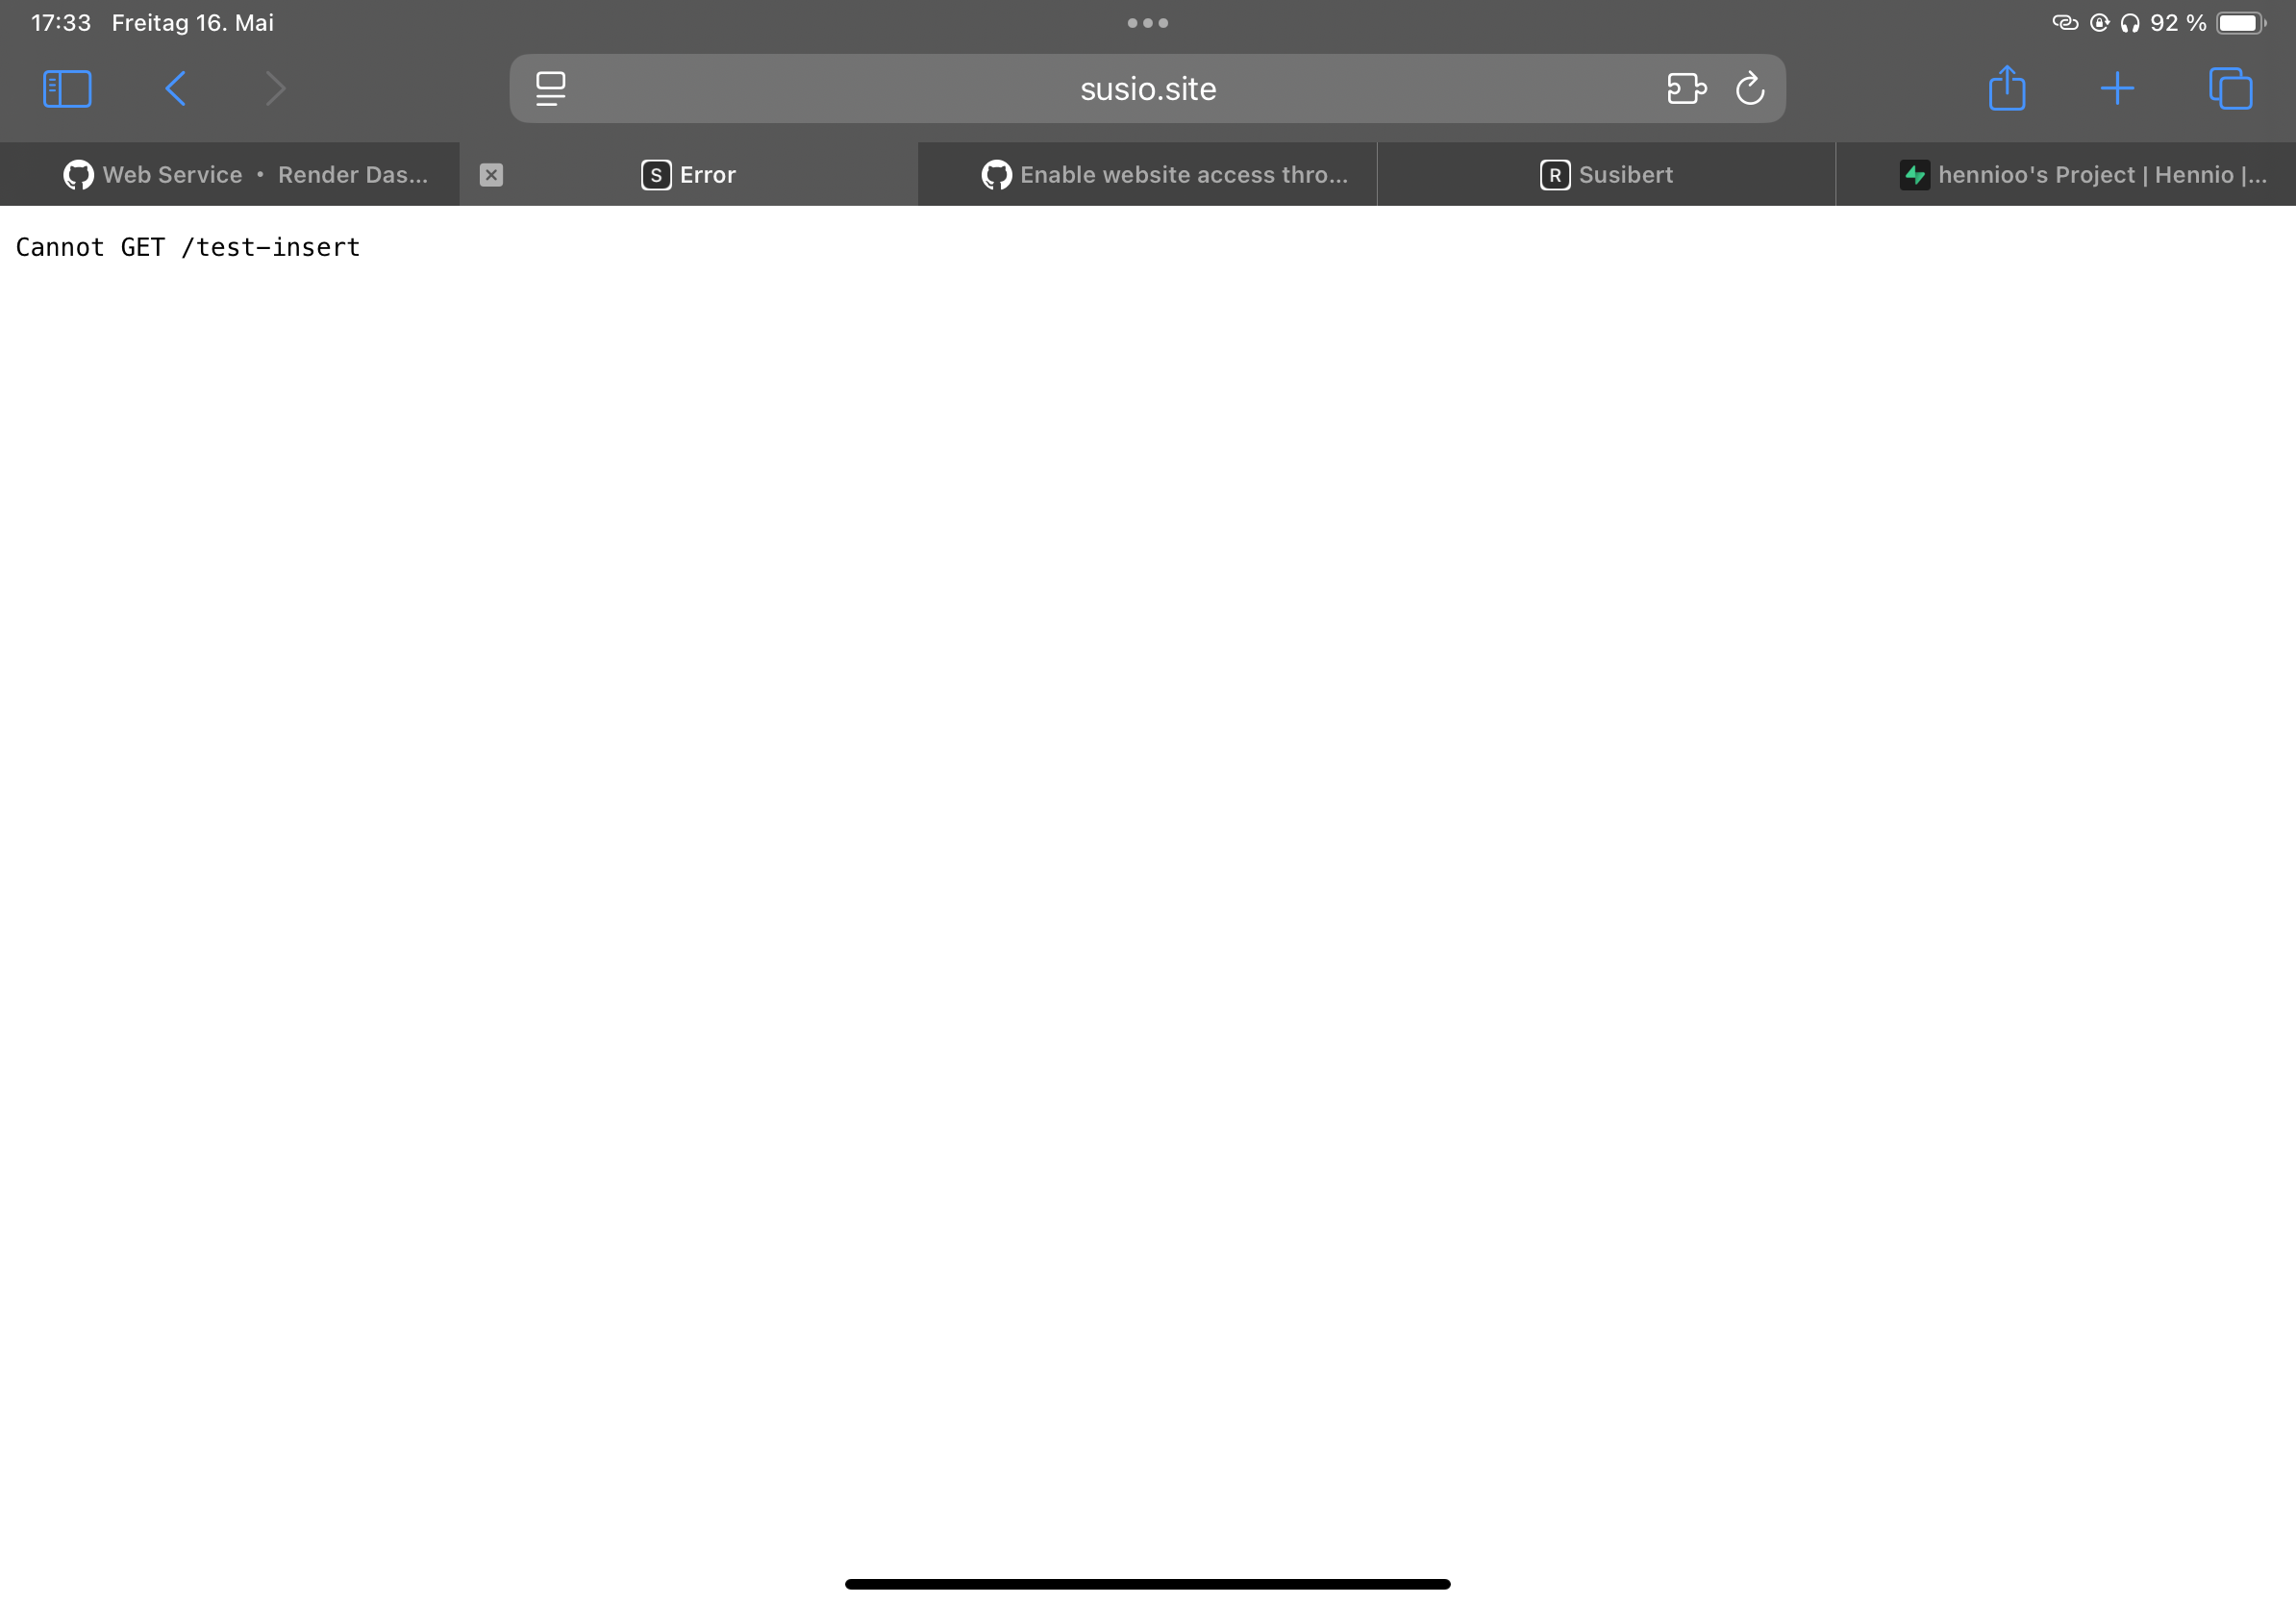 17:33 Freitag 16. Mai
92 %
susio.site
Web Service • Render Das...
S Error
Enable website access thro...
R Susibert
hennioo's Project | Hennio |...
Cannot GET /test-insert